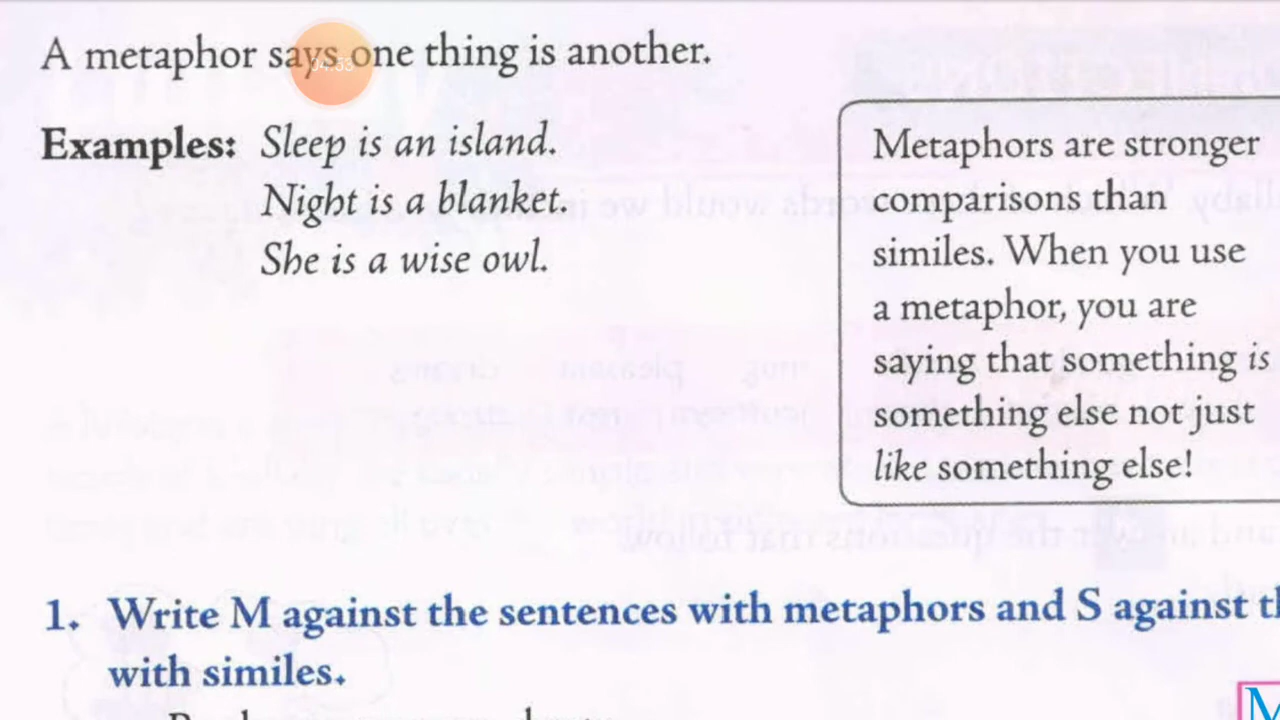 A metaphor says one thing is another.
04:53
Examples: Sleep is an island.
Night is a blanket.
She is a wise owl.
Metaphors are stronger
comparisons than
similes. When you use
a metaphor, you are
saying that something is
something else not just
like something else!
1. Write M against the sentences with metaphors and S against
with similes.
M